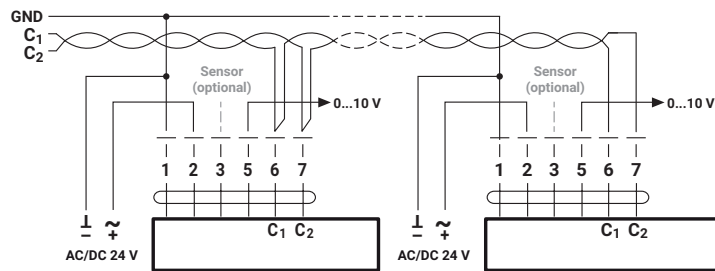 GND
C1
C2
Sensor
(optional)
0...10 V
Sensor
(optional)
0...10 V
1 2 3 5 6 7
1 2 3 5 6 7
⊥ ~
– +
AC/DC 24 V
C1 C2
⊥ ~
– +
AC/DC 24 V
C1 C2